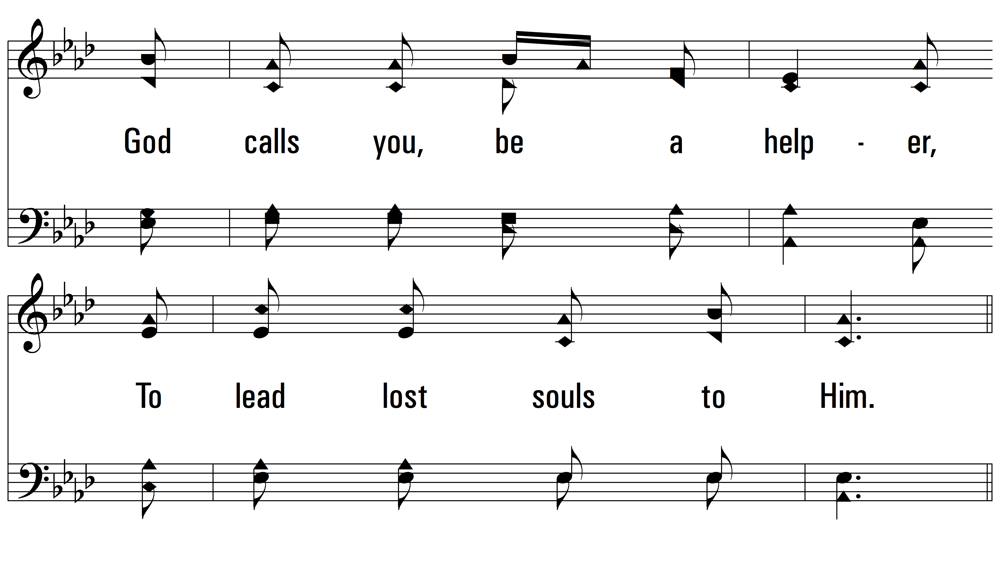 God calls you, be a help - er,
To lead lost souls to Him.